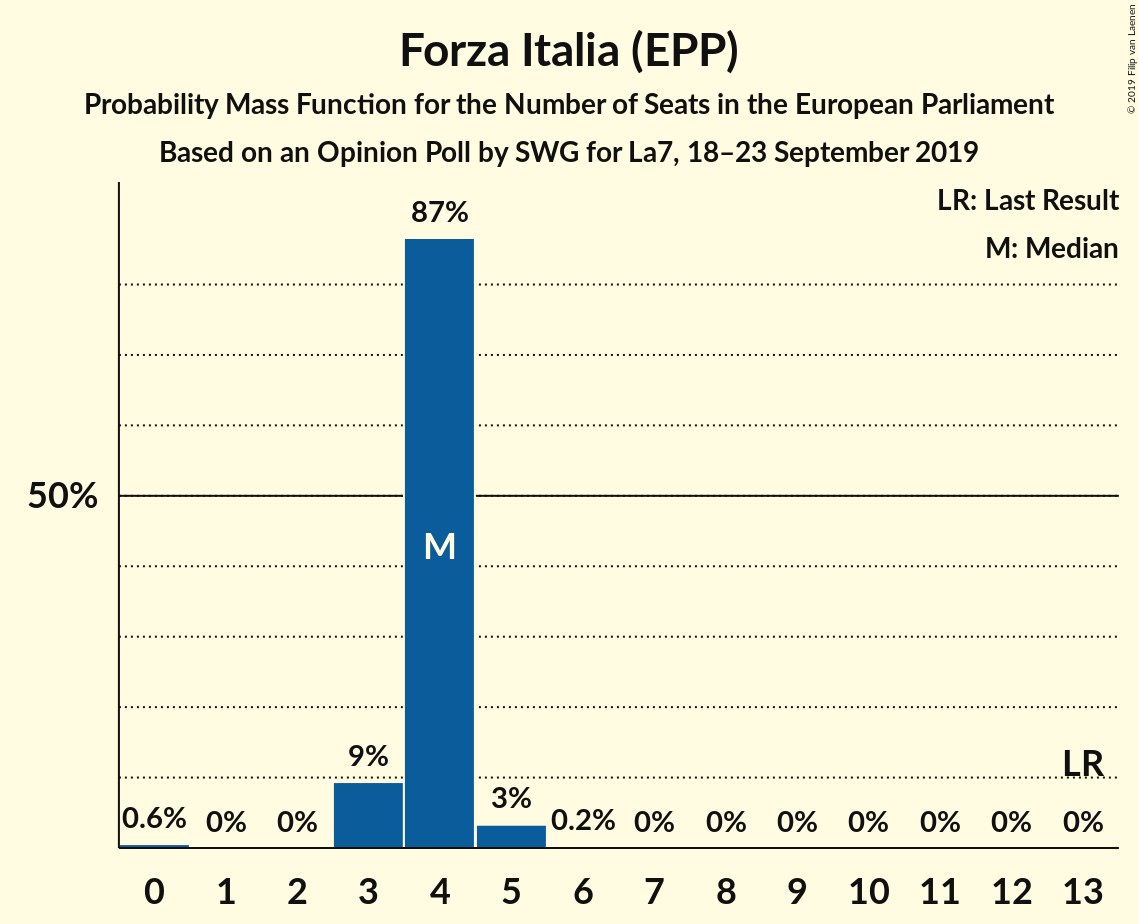 Forza Italia (EPP)
Probability Mass Function for the Number of Seats in the European Parliament
Based on an Opinion Poll by SWG for La7, 18–23 September 2019
© 2019 Filip van Laenen
LR: Last Result
M: Median
87%
50%
M
9%
LR
3%
0.6% 0% 0% 0.2% 0% 0% 0% 0% 0% 0% 0%
0 1 2 3 4 5 6 7 8 9 10 11 12 13